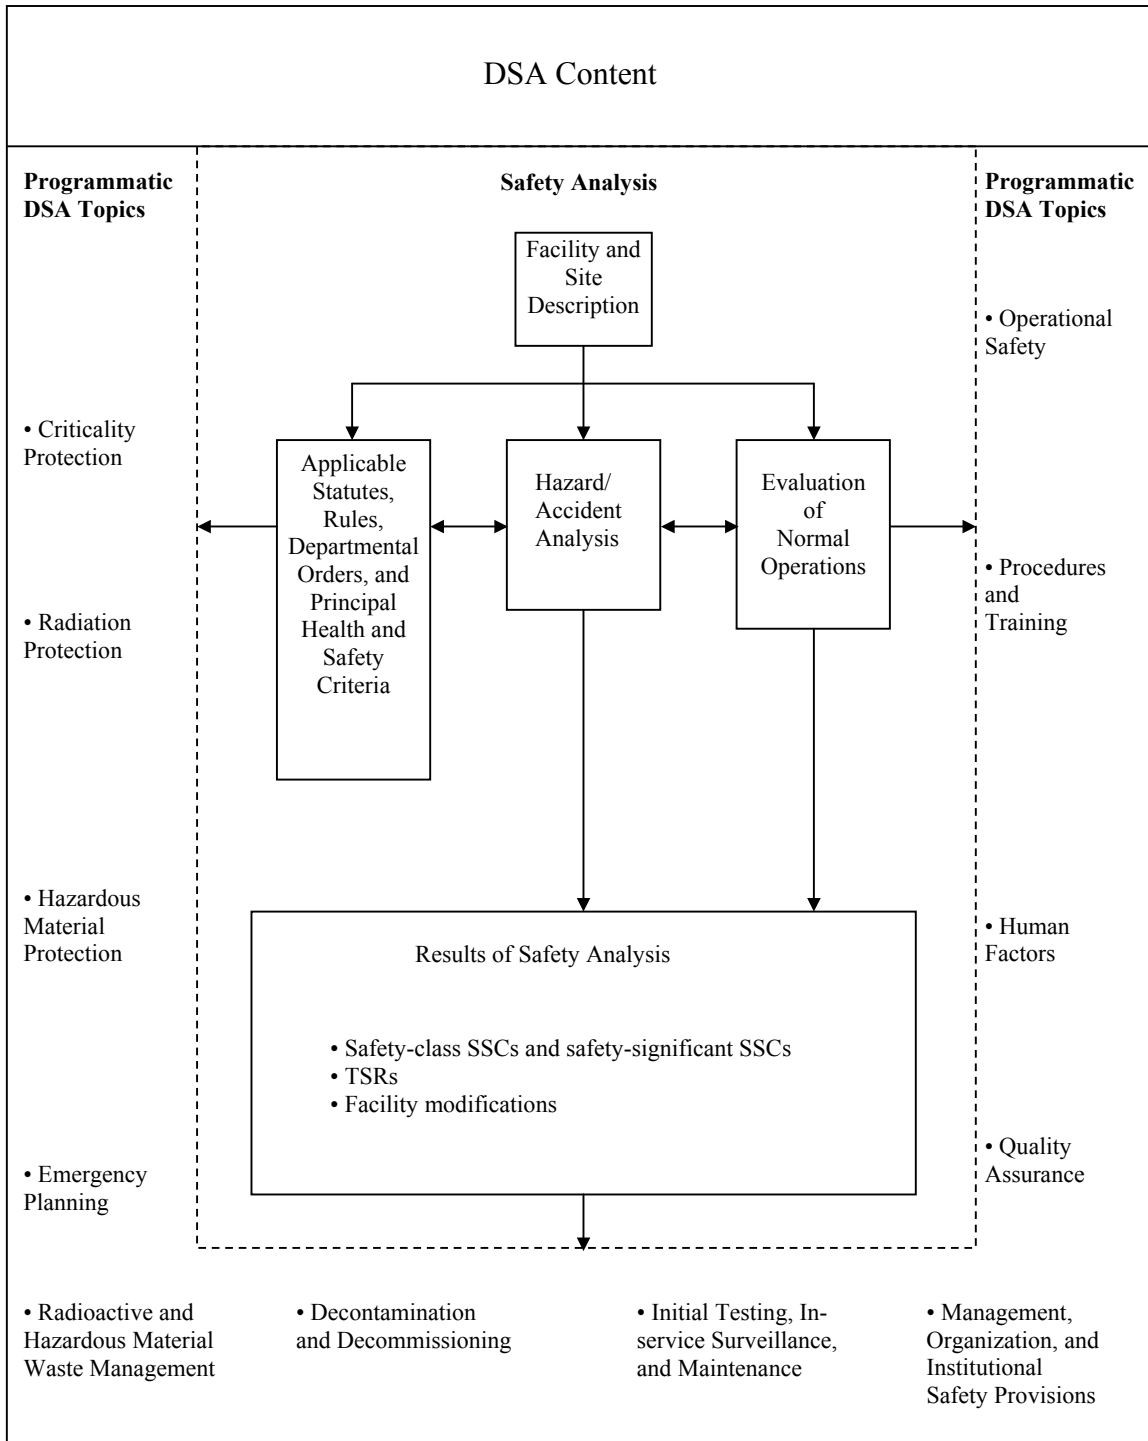 DSA Content
Programmatic
DSA Topics
Safety Analysis
Programmatic
DSA Topics
Facility and
Site
Description
• Operational
Safety
• Criticality
Protection
Applicable
Statutes,
Rules,
Departmental
Orders, and
Principal
Health and
Safety
Criteria
Hazard/
Accident
Analysis
Evaluation
of
Normal
Operations
• Procedures
and
Training
• Radiation
Protection
• Hazardous
Material
Protection
Results of Safety Analysis
• Safety-class SSCs and safety-significant SSCs
• TSRs
• Facility modifications
• Human
Factors
• Emergency
Planning
• Quality
Assurance
• Radioactive and
Hazardous Material
Waste Management
• Decontamination
and Decommissioning
• Initial Testing, In-
service Surveillance,
and Maintenance
• Management,
Organization, and
Institutional
Safety Provisions